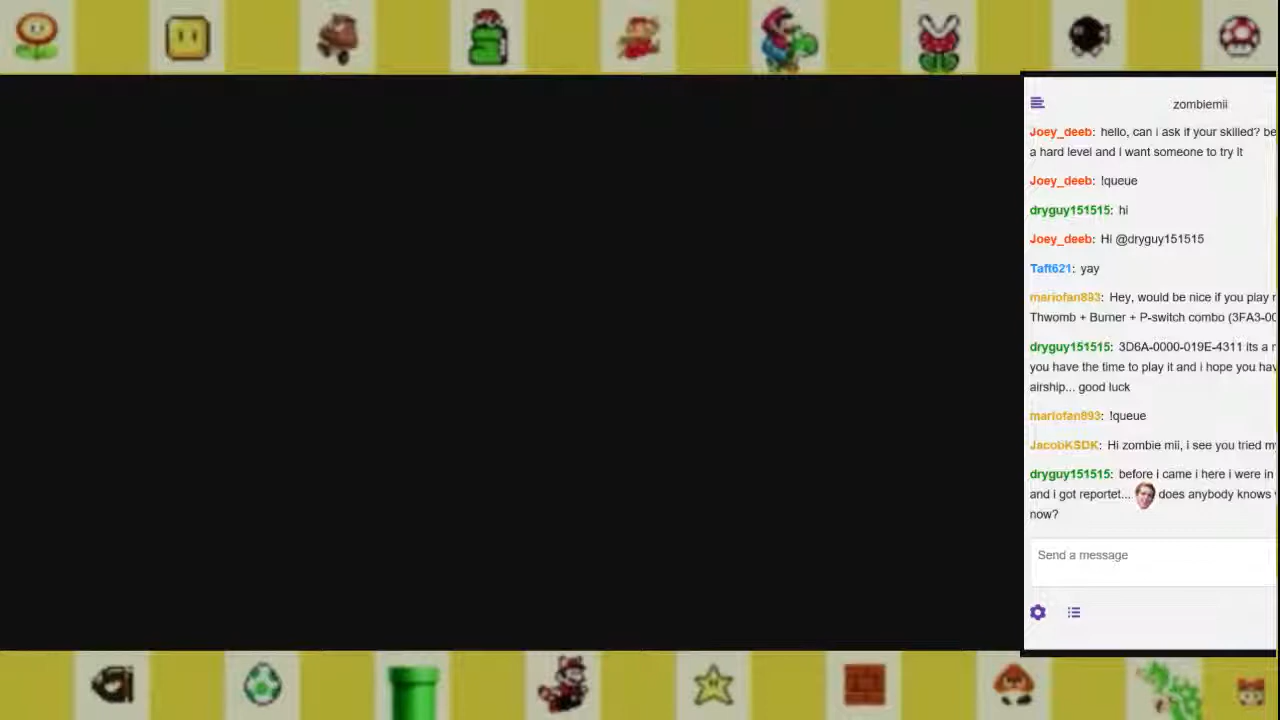 zombiemii
Joey_deeb: hello, can i ask if your skilled? be
a hard level and i want someone to try it
Joey_deeb: !queue
dryguy151515: hi
Joey_deeb: Hi @dryguy151515
Taft621: yay
mariofan893: Hey, would be nice if you play
Thwomb + Burner + P-switch combo (3FA3-00
dryguy151515: 3D6A-0000-019E-4311 its a
you have the time to play it and i hope you hav
airship... good luck
mariofan893: !queue
JacobKSDK: Hi zombie mii, i see you tried my
dryguy151515: before i came i here i were in
and i got reportet... does anybody knows
now?
Send a message